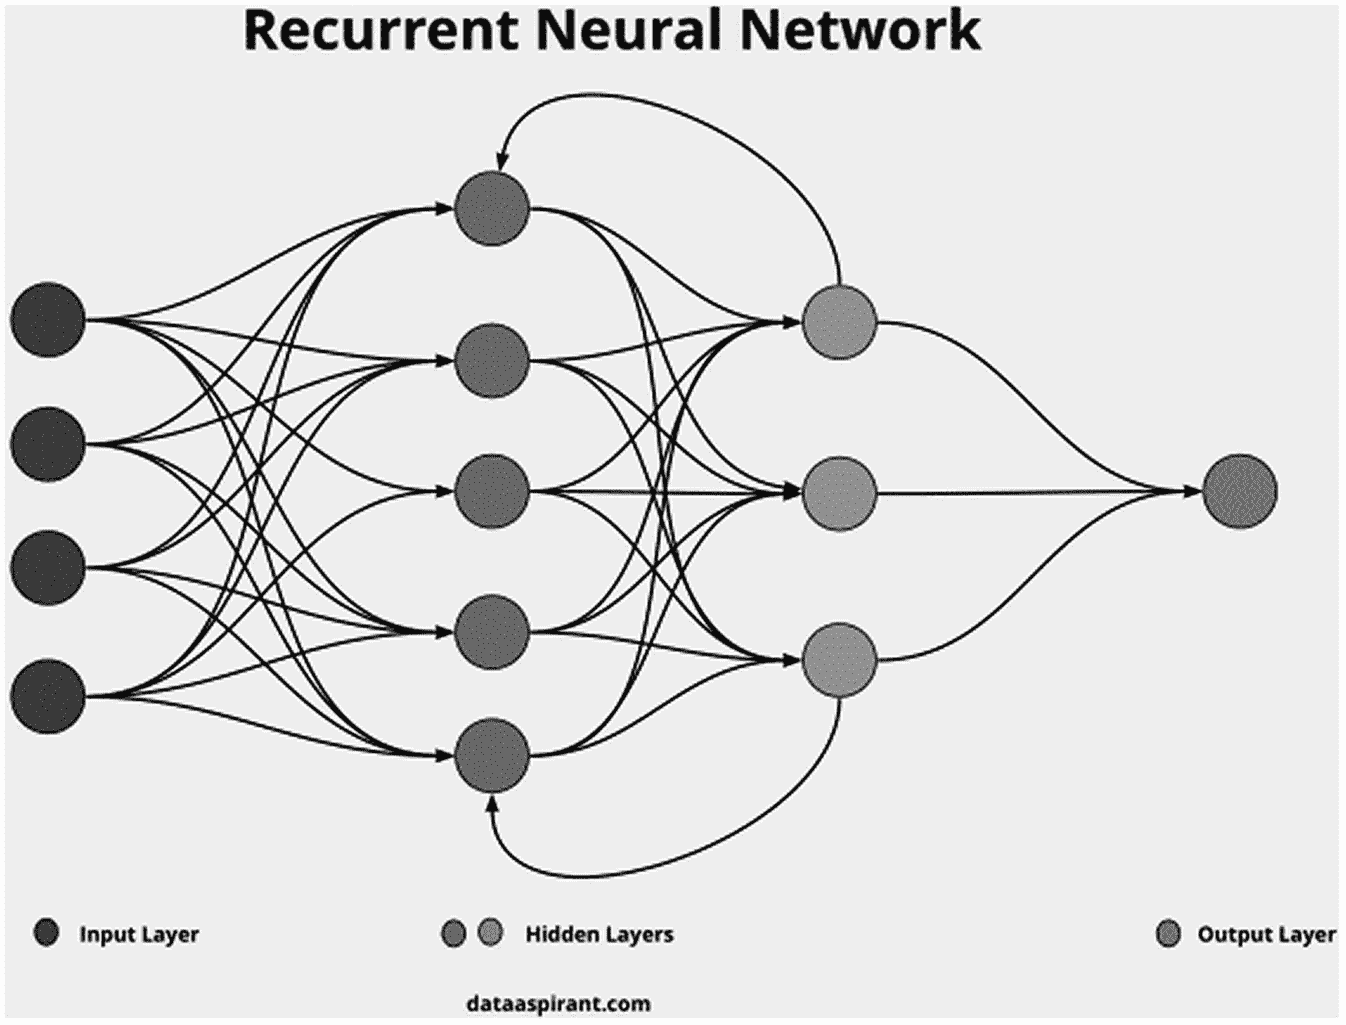 Recurrent Neural Network
Input Layer
Hidden Layers
Output Layer
dataaspirant.com